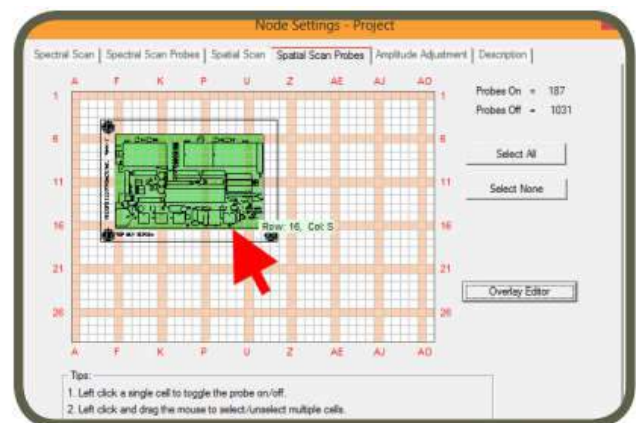 Node Settings - Project
Spectral Scan | Spectral Scan Probes | Spatial Scan | Spatial Scan Probes | Amplitude Adjustment | Description
A F K P U Z AE AJ AO
1 1
6 6
11 11
16 16
21 21
26 26
A F K P U Z AE AJ AO
Row: 16, Col: S
Probes On = 187
Probes Off = 1031
Select All
Select None
Overlay Editor
Tips:
1. Left click a single cell to toggle the probe on/off.
2. Left click and drag the mouse to select/unselect multiple cells.